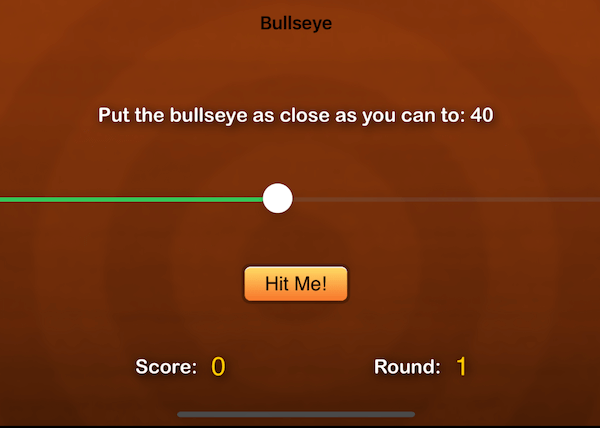 Bullseye
Put the bullseye as close as you can to: 40
Hit Me!
Score: 0 Round: 1